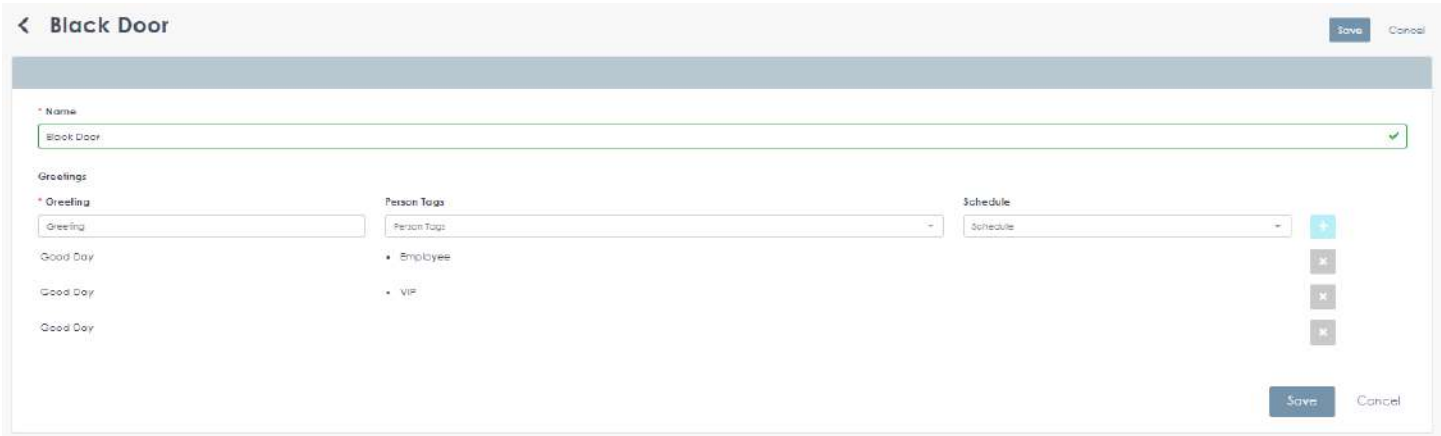 Black Door
Save Cancel
* Name
Black Door
Greetings
* Greeting Person Tags Schedule
Greeting Person Tags Schedule
Good Day • Employee
Good Day • VIP
Good Day
Save Cancel